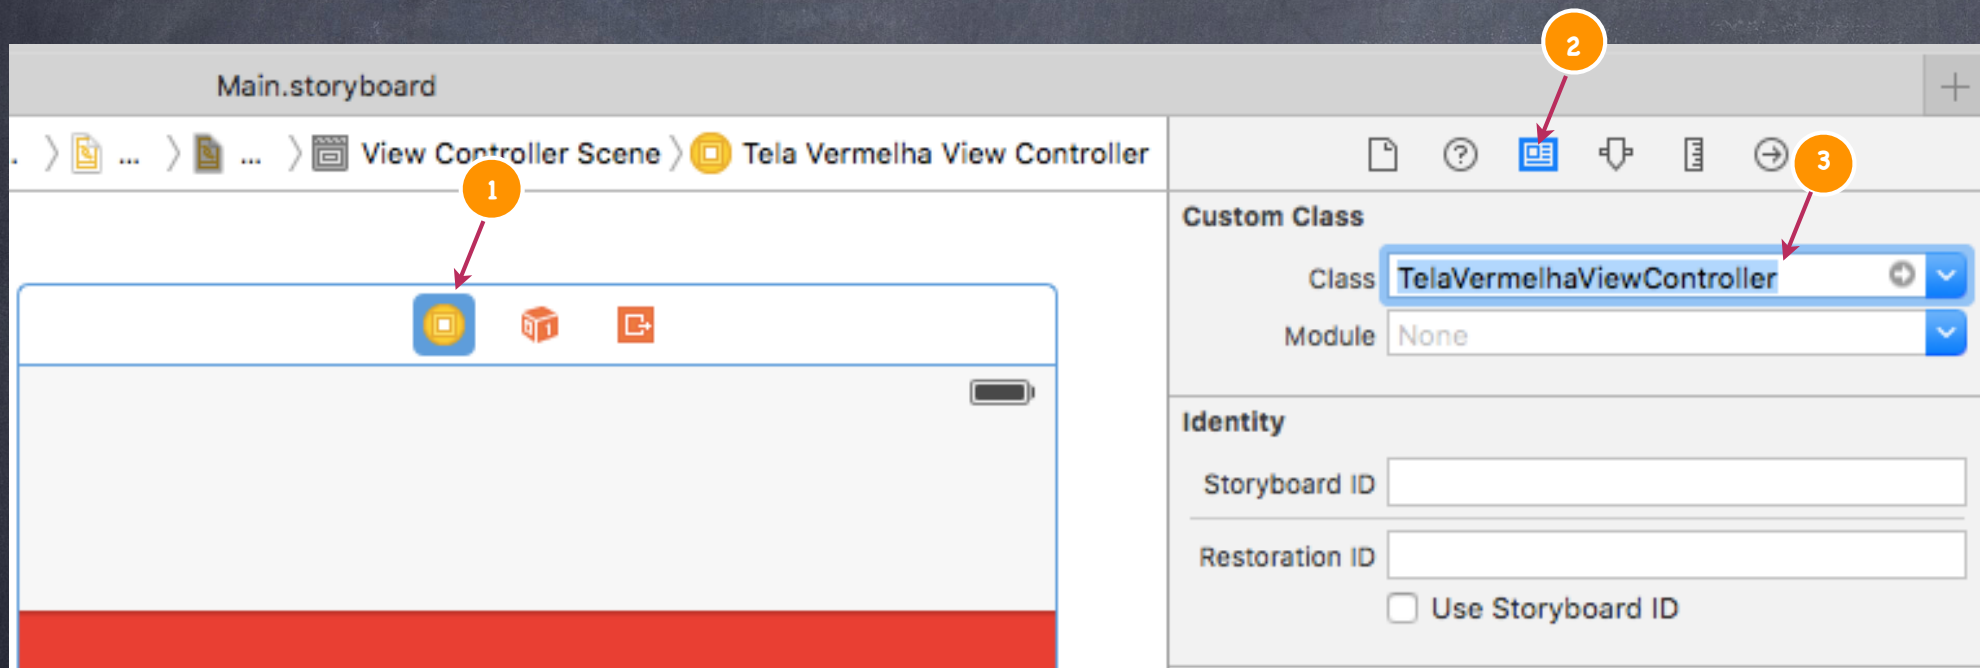 2
Main.storyboard
... ... View Controller Scene Tela Vermelha View Controller
1
3
Custom Class
Class TelaVermelhaViewController
Module None
Identity
Storyboard ID
Restoration ID
Use Storyboard ID